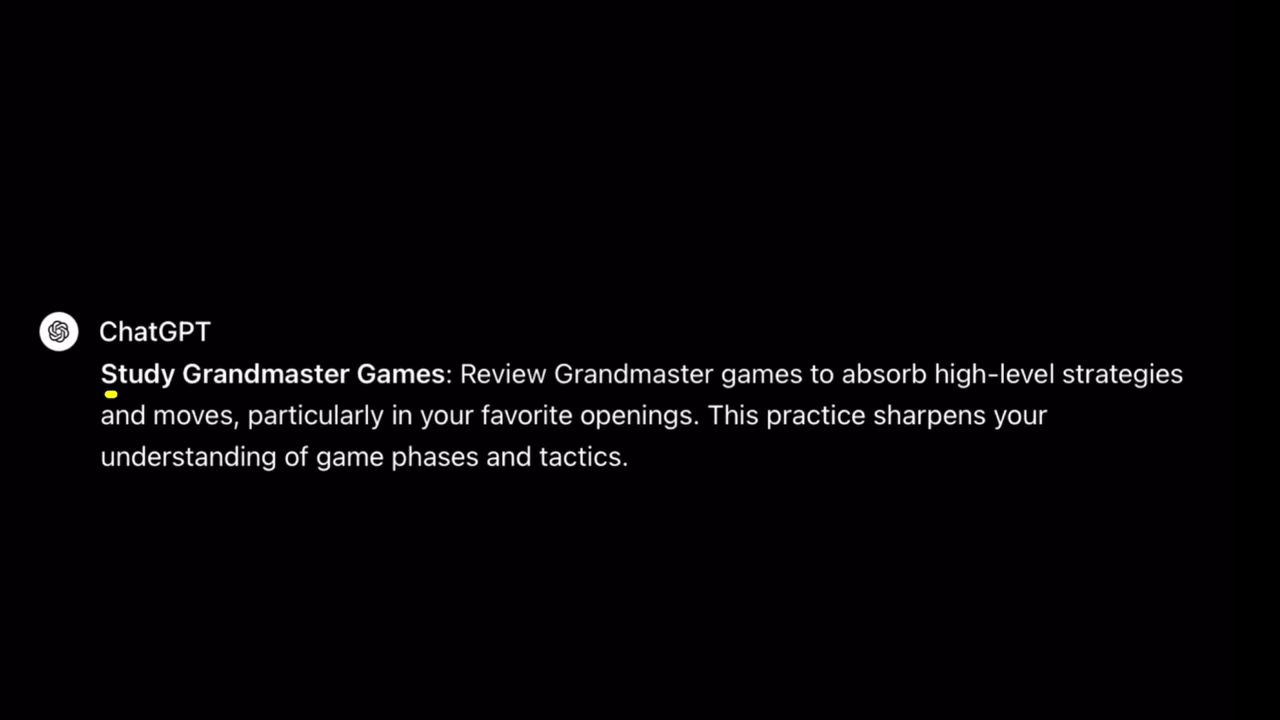 ChatGPT
Study Grandmaster Games: Review Grandmaster games to absorb high-level strategies
and moves, particularly in your favorite openings. This practice sharpens your
understanding of game phases and tactics.